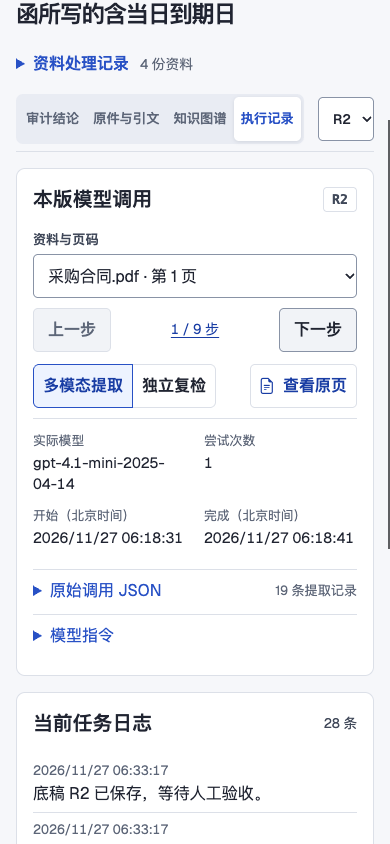 函所写的含当日到期日
资料处理记录 4 份资料
审计结论 原件与引文 知识图谱 执行记录 R2
本版模型调用 R2
资料与页码
采购合同.pdf · 第 1 页
上一步 1 / 9 步 下一步
多模态提取 独立复检 查看原页
实际模型 尝试次数
gpt-4.1-mini-2025- 1
04-14
开始（北京时间） 完成（北京时间）
2026/11/27 06:18:31 2026/11/27 06:18:41
原始调用 JSON 19 条提取记录
模型指令
当前任务日志 28 条
2026/11/27 06:33:17
底稿 R2 已保存，等待人工验收。
2026/11/27 06:33:17